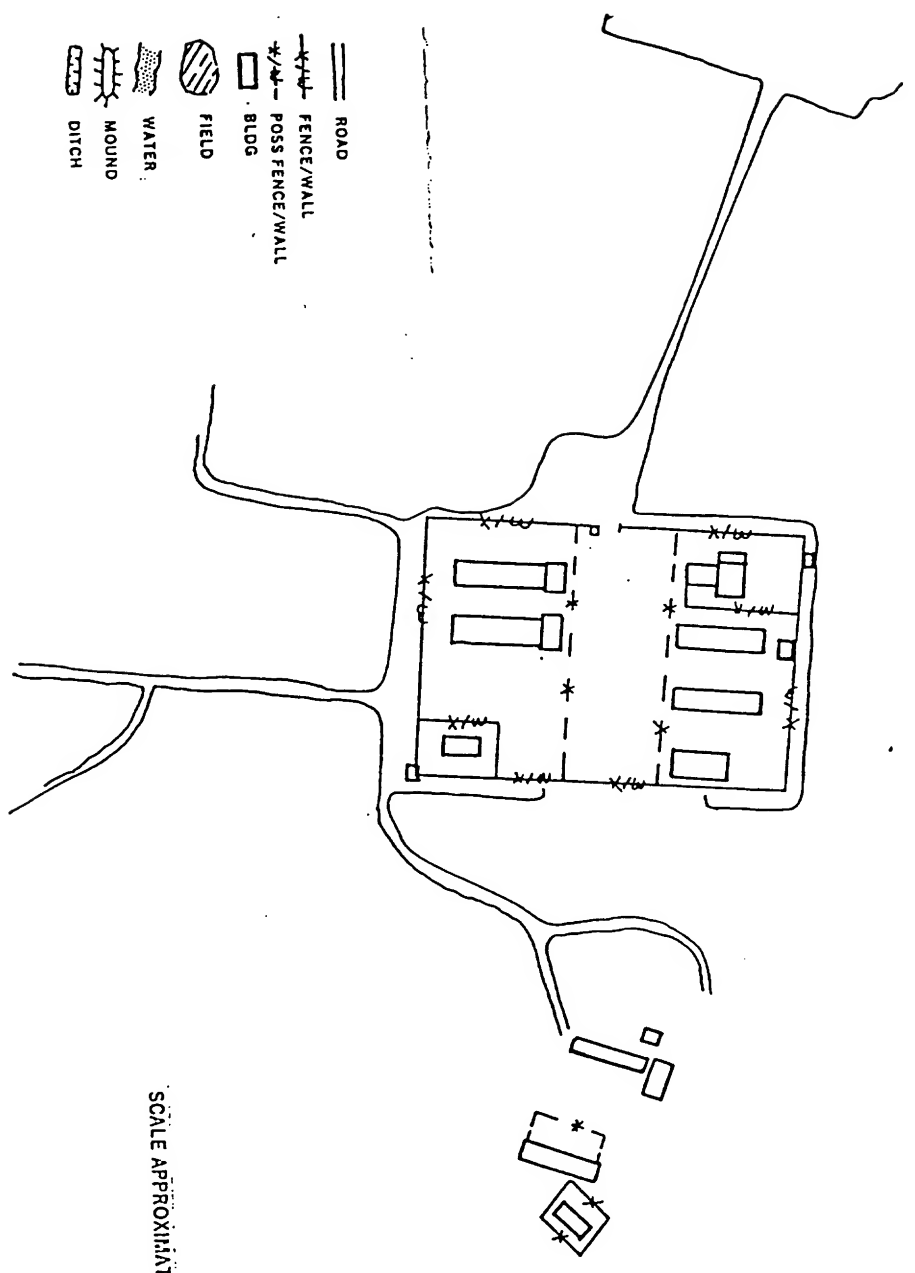 ROAD
FENCE/WALL
POSS FENCE/WALL
BLDG
FIELD
WATER
MOUND
DITCH
X/W
X/W
X/W
X/W
X/W
X/W
X/W
X/W
SCALE APPROXIMAT